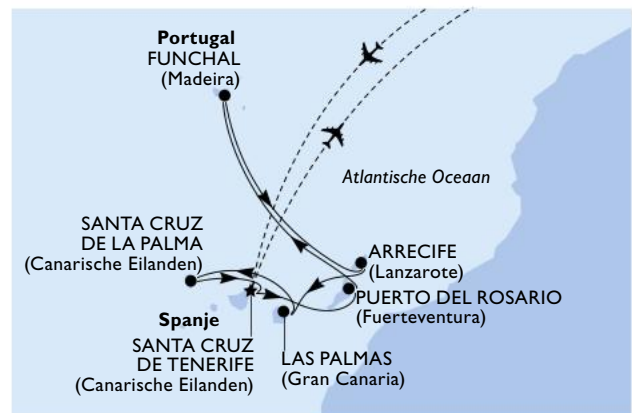 Portugal
FUNCHAL
(Madeira)
Atlantische Oceaan
SANTA CRUZ
DE LA PALMA
(Canarische Eilanden)
ARRECIFE
(Lanzarote)
PUERTO DEL ROSARIO
(Fuerteventura)
Spanje
SANTA CRUZ
DE TENERIFE
(Canarische Eilanden)
LAS PALMAS
(Gran Canaria)